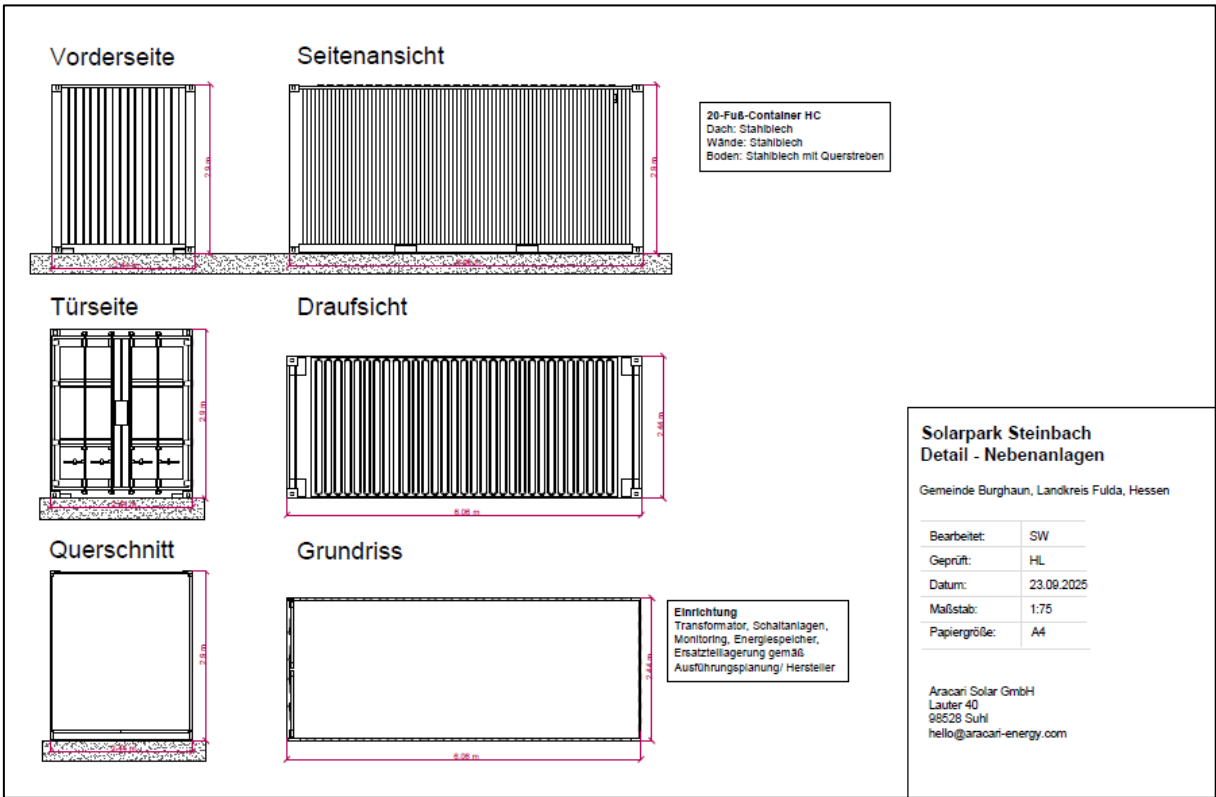 Vorderseite
Seitenansicht
2.9 m
2.9 m
20-Fuß-Container HC
Dach: Stahlblech
Wände: Stahlblech
Boden: Stahlblech mit Querstreben
Türseite
Draufsicht
2.9 m
2.44 m
6.06 m
Querschnitt
Grundriss
2.9 m
2.44 m
6.06 m
Einrichtung
Transformator, Schaltanlagen,
Monitoring, Energiespeicher,
Ersatzteillagerung gemäß
Ausführungsplanung/ Hersteller
Solarpark Steinbach
Detail - Nebenanlagen
Gemeinde Burghaun, Landkreis Fulda, Hessen
Bearbeitet: SW
Geprüft: HL
Datum: 23.09.2025
Maßstab: 1:75
Papiergröße: A4
Aracari Solar GmbH
Lauter 40
98528 Suhl
hello@aracari-energy.com